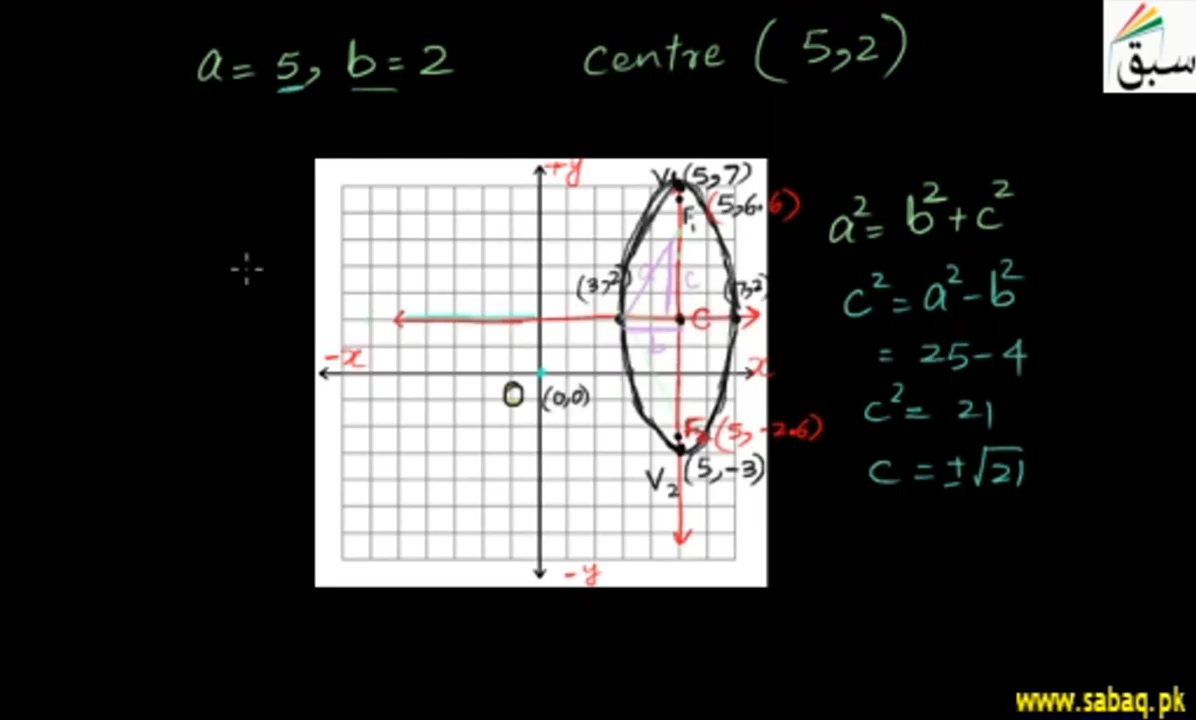 a = 5, b = 2 centre (5,2)
سبق
+y
V₁(5,7)
(5,6.6)
F₁
(3,2)
a
c
(7,2)
C
b
-x
x
O (0,0)
F₂(5,-2.6)
V₂ (5,-3)
-y
a² = b² + c²
c² = a² - b²
= 25 - 4
c² = 21
c = ±√21
www.sabaq.pk